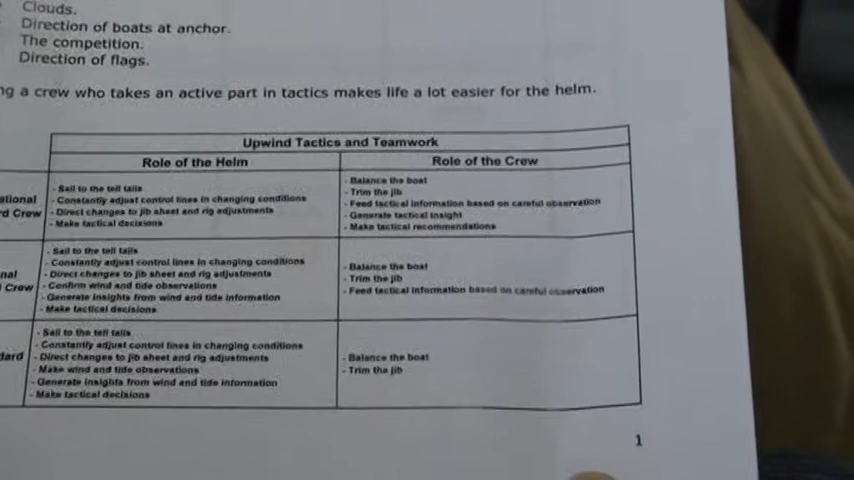 Clouds.
Direction of boats at anchor.
The competition.
Direction of flags.
a crew who takes an active part in tactics makes life a lot easier for the helm.
Upwind Tactics and Teamwork
Role of the Helm
Role of the Crew
Crew
- Sail to the tell tails
- Constantly adjust control lines in changing conditions
- Direct changes to jib sheet and rig adjustments
- Make tactical decisions
- Balance the boat
- Trim the jib
- Feed tactical information based on careful observation
- Generate tactical insight
- Make tactical recommendations
Crew
- Sail to the tell tails
- Constantly adjust control lines in changing conditions
- Direct changes to jib sheet and rig adjustments
- Confirm wind and tide observations
- Generate insights from wind and tide information
- Make tactical decisions
- Balance the boat
- Trim the jib
- Feed tactical information based on careful observation
- Sail to the tell tails
- Constantly adjust control lines in changing conditions
- Direct changes to jib sheet and rig adjustments
- Make wind and tide observations
- Generate insights from wind and tide information
- Make tactical decisions
- Balance the boat
- Trim the jib
1